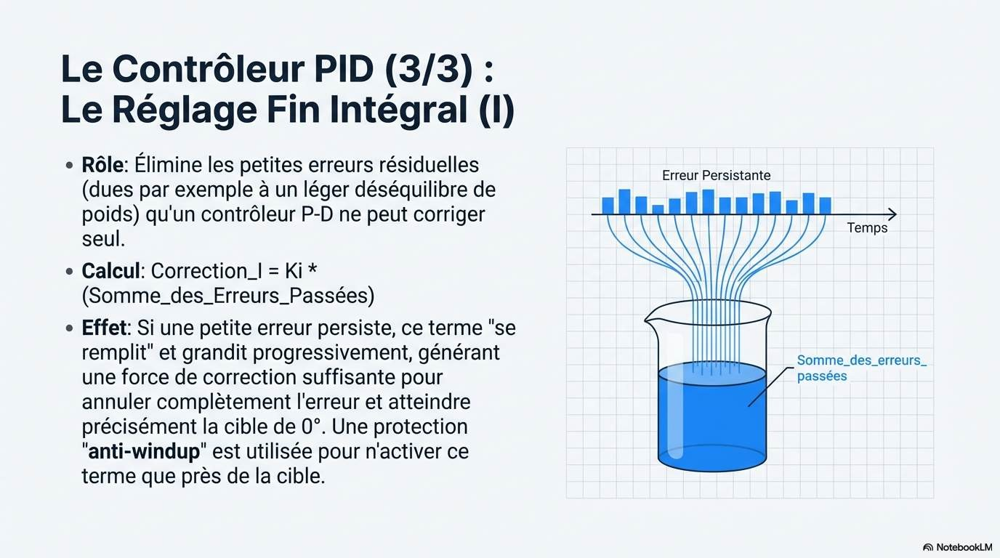 Le Contrôleur PID (3/3) :
Le Réglage Fin Intégral (I)
• Rôle: Élimine les petites erreurs résiduelles
(dues par exemple à un léger déséquilibre de
poids) qu'un contrôleur P-D ne peut corriger
seul.
• Calcul: Correction_I = Ki *
(Somme_des_Erreurs_Passées)
• Effet: Si une petite erreur persiste, ce terme "se
remplit" et grandit progressivement, générant
une force de correction suffisante pour
annuler complètement l'erreur et atteindre
précisément la cible de 0°. Une protection
"anti-windup" est utilisée pour n'activer ce
terme que près de la cible.
Erreur Persistante
Temps
Somme_des_erreurs_
passées
NotebookLM